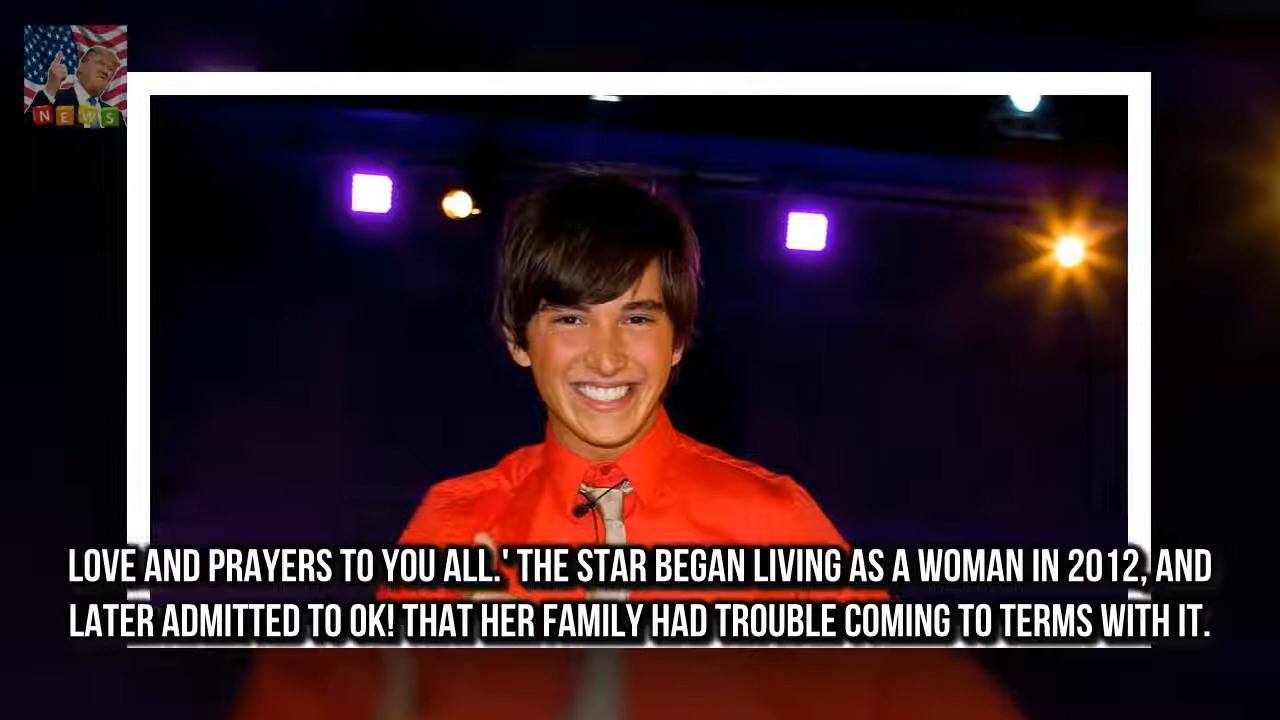 NEWS
LOVE AND PRAYERS TO YOU ALL.' THE STAR BEGAN LIVING AS A WOMAN IN 2012, AND
LATER ADMITTED TO OK! THAT HER FAMILY HAD TROUBLE COMING TO TERMS WITH IT.